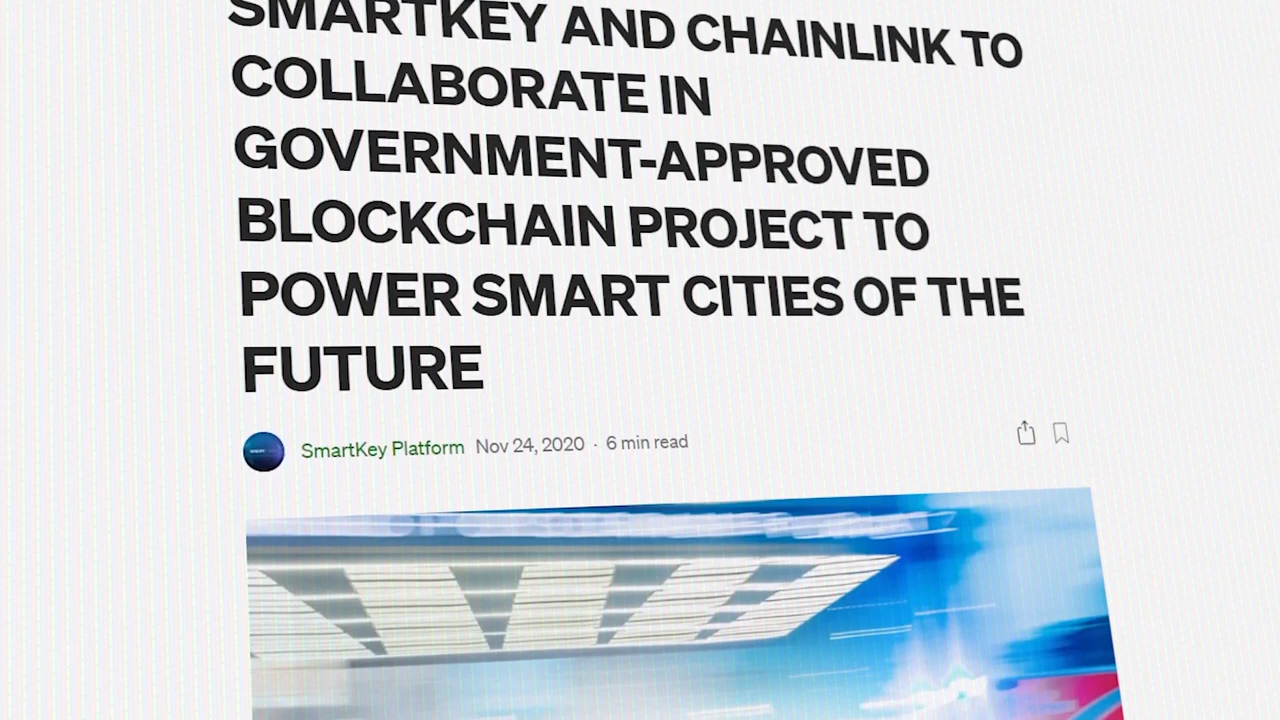 SMARTKEY AND CHAINLINK TO
COLLABORATE IN
GOVERNMENT-APPROVED
BLOCKCHAIN PROJECT TO
POWER SMART CITIES OF THE
FUTURE
SmartKey Platform Nov 24, 2020 · 6 min read